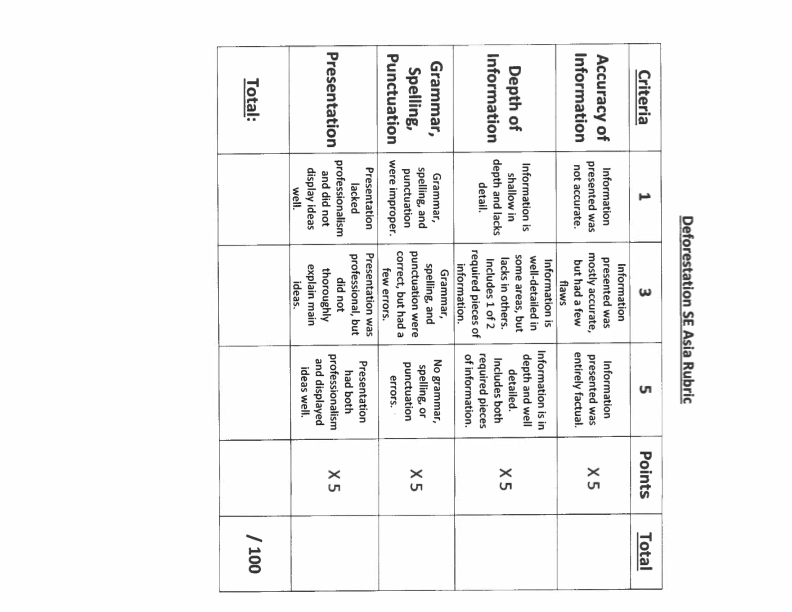 Deforestation SE Asia Rubric
Criteria
1
3
5
Points
Total
Accuracy of
Information
Information
presented was
not accurate.
Information
presented was
mostly accurate,
but had a few
flaws
Information
presented was
entirely factual.
X 5
Depth of
Information
Information is
shallow in
depth and lacks
detail.
Information is
well-detailed in
some areas, but
lacks in others.
Includes 1 of 2
required pieces of
information.
Information is in
depth and well
detailed.
Includes both
required pieces
of information.
X 5
Grammar,
Spelling,
Punctuation
Grammar,
spelling, and
punctuation
were improper.
Grammar,
spelling, and
punctuation were
correct, but had a
few errors.
No grammar,
spelling, or
punctuation
errors.
X 5
Presentation
Presentation
lacked
professionalism
and did not
display ideas
well.
Presentation was
professional, but
did not
thoroughly
explain main
ideas.
Presentation
had both
professionalism
and displayed
ideas well.
X 5
Total:
/ 100